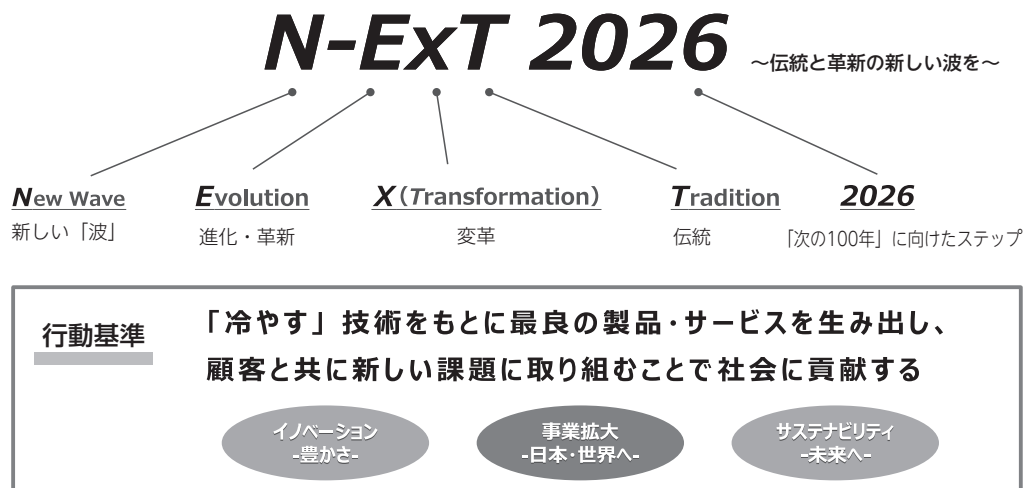 N-ExT 2026 ～伝統と革新の新しい波を～
New Wave Evolution X（Transformation） Tradition 2026
新しい「波」 進化・革新 変革 伝統 「次の100年」に向けたステップ
行動基準
「冷やす」技術をもとに最良の製品・サービスを生み出し、
顧客と共に新しい課題に取り組むことで社会に貢献する
イノベーション
-豊かさ-
事業拡大
-日本・世界へ-
サステナビリティ
-未来へ-